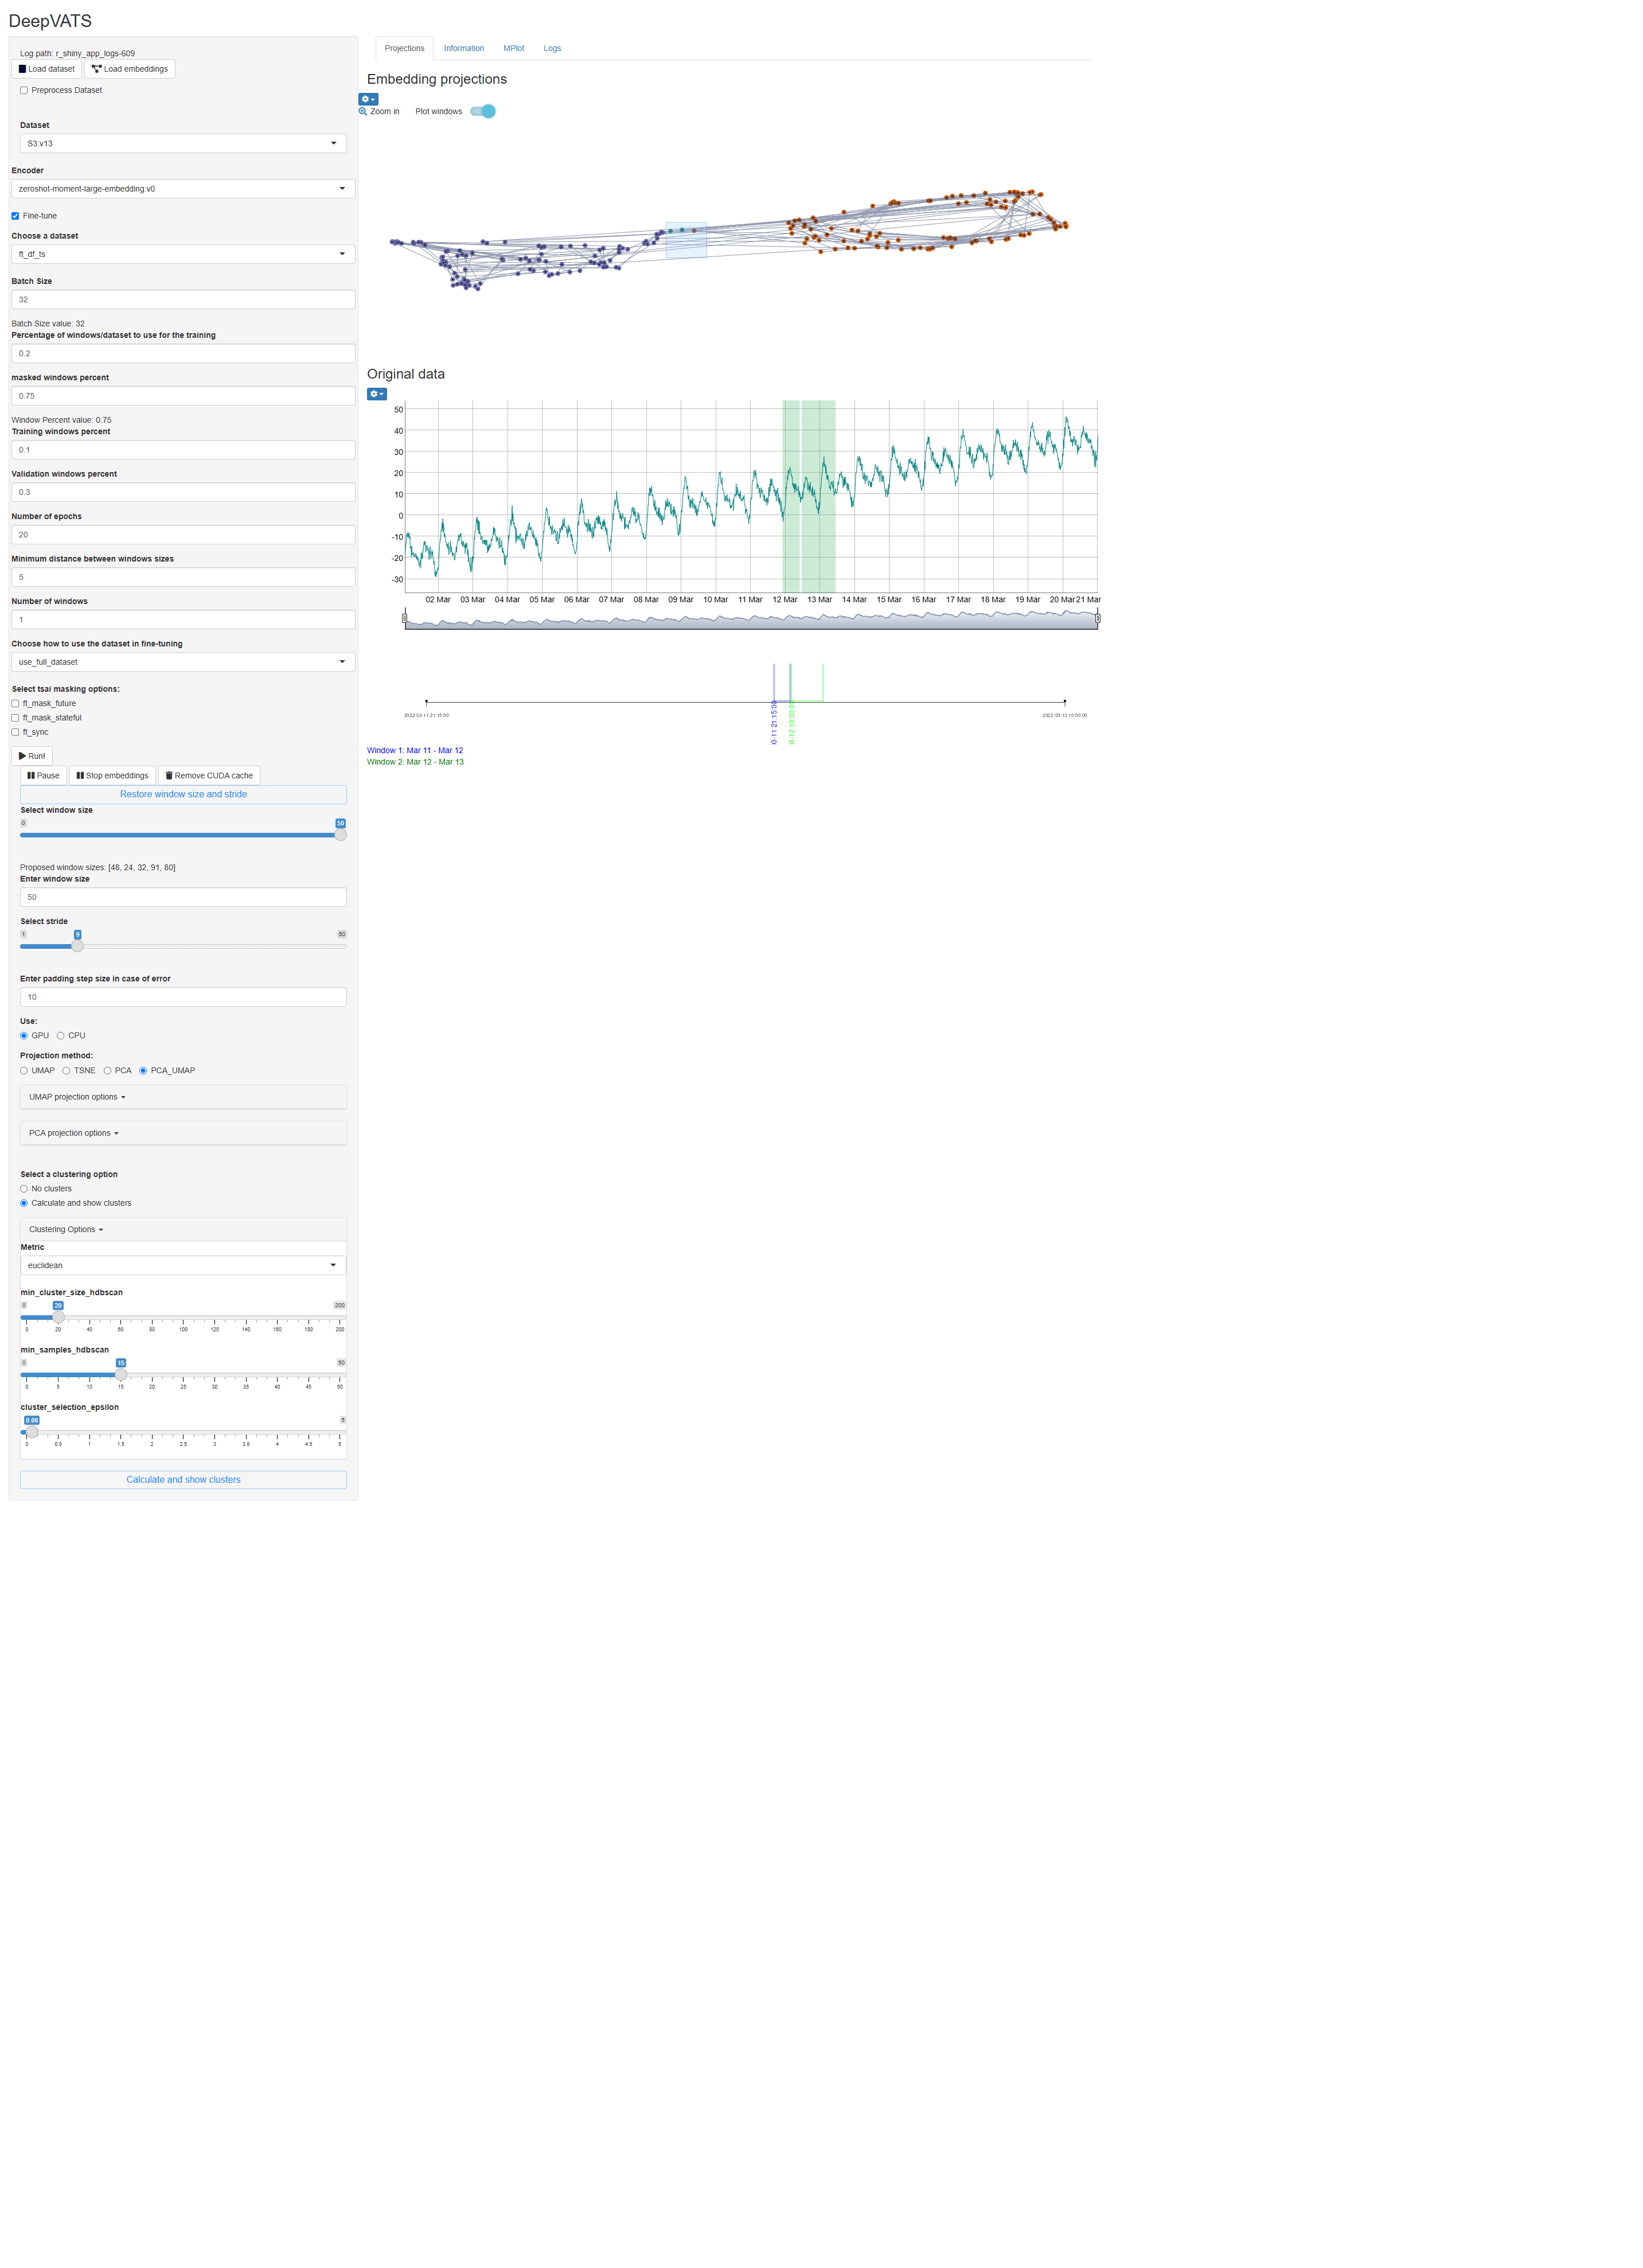 DeepVATS
Log path: r_shiny_app_logs-609
Load dataset Load embeddings
Preprocess Dataset
Dataset
S3:v13
Encoder
zeroshot-moment-large-embedding:v0
Fine-tune
Choose a dataset
ft_df_ts
Batch Size
32
Batch Size value: 32
Percentage of windows/dataset to use for the training
0.2
masked windows percent
0.75
Window Percent value: 0.75
Training windows percent
0.1
Validation windows percent
0.3
Number of epochs
20
Minimum distance between windows sizes
5
Number of windows
1
Choose how to use the dataset in fine-tuning
use_full_dataset
Select tsai masking options:
ft_mask_future
ft_mask_stateful
ft_sync
Run!
Pause Stop embeddings Remove CUDA cache
Restore window size and stride
Select window size
0 50
Proposed window sizes: [48, 24, 32, 91, 80]
Enter window size
50
Select stride
1 9 50
Enter padding step size in case of error
10
Use:
GPU CPU
Projection method:
UMAP TSNE PCA PCA_UMAP
UMAP projection options
PCA projection options
Select a clustering option
No clusters
Calculate and show clusters
Clustering Options
Metric
euclidean
min_cluster_size_hdbscan
0 20 200
0 20 40 60 80 100 120 140 160 180 200
min_samples_hdbscan
0 15 50
0 5 10 15 20 25 30 35 40 45 50
cluster_selection_epsilon
0.08 5
0 0.5 1 1.5 2 2.5 3 3.5 4 4.5 5
Calculate and show clusters
Projections Information MPlot Logs
Embedding projections
Zoom in Plot windows
Original data
50
40
30
20
10
0
-10
-20
-30
02 Mar 03 Mar 04 Mar 05 Mar 06 Mar 07 Mar 08 Mar 09 Mar 10 Mar 11 Mar 12 Mar 13 Mar 14 Mar 15 Mar 16 Mar 17 Mar 18 Mar 19 Mar 20 Mar 21 Mar
2022-03-11 21:15:00 2022-03-13 10:00:00
3-11 21:15:00
3-12 10:30:0
Window 1: Mar 11 - Mar 12
Window 2: Mar 12 - Mar 13